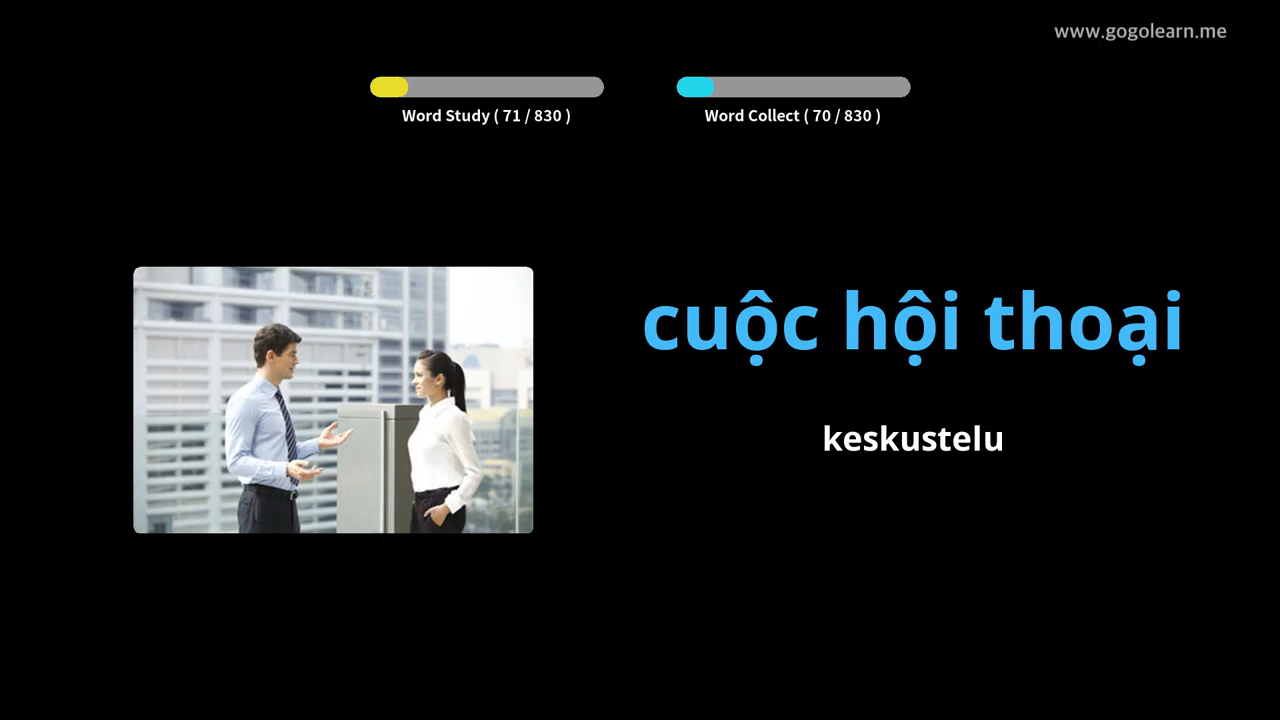 www.gogolearn.me
Word Study ( 71 / 830 )
Word Collect ( 70 / 830 )
cuộc hội thoại
keskustelu